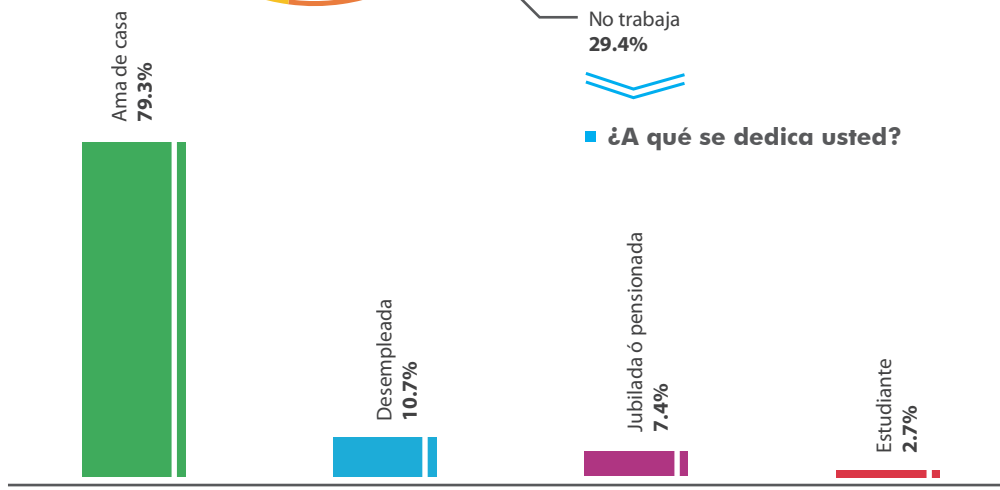 No trabaja
29.4%
¿A qué se dedica usted?
Ama de casa
79.3%
Desempleada
10.7%
Jubilada ó pensionada
7.4%
Estudiante
2.7%